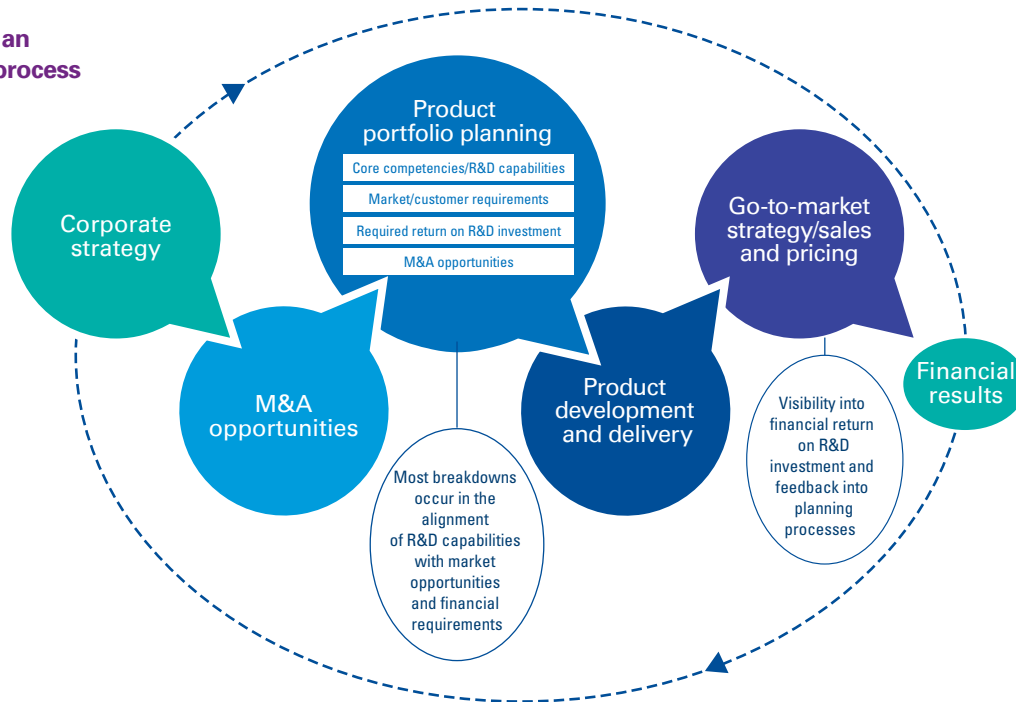 an
process
Corporate
strategy
M&A
opportunities
Product
portfolio planning
Core competencies/R&D capabilities
Market/customer requirements
Required return on R&D investment
M&A opportunities
Most breakdowns
occur in the
alignment
of R&D capabilities
with market
opportunities
and financial
requirements
Product
development
and delivery
Go-to-market
strategy/sales
and pricing
Visibility into
financial return
on R&D
investment and
feedback into
planning
processes
Financial
results